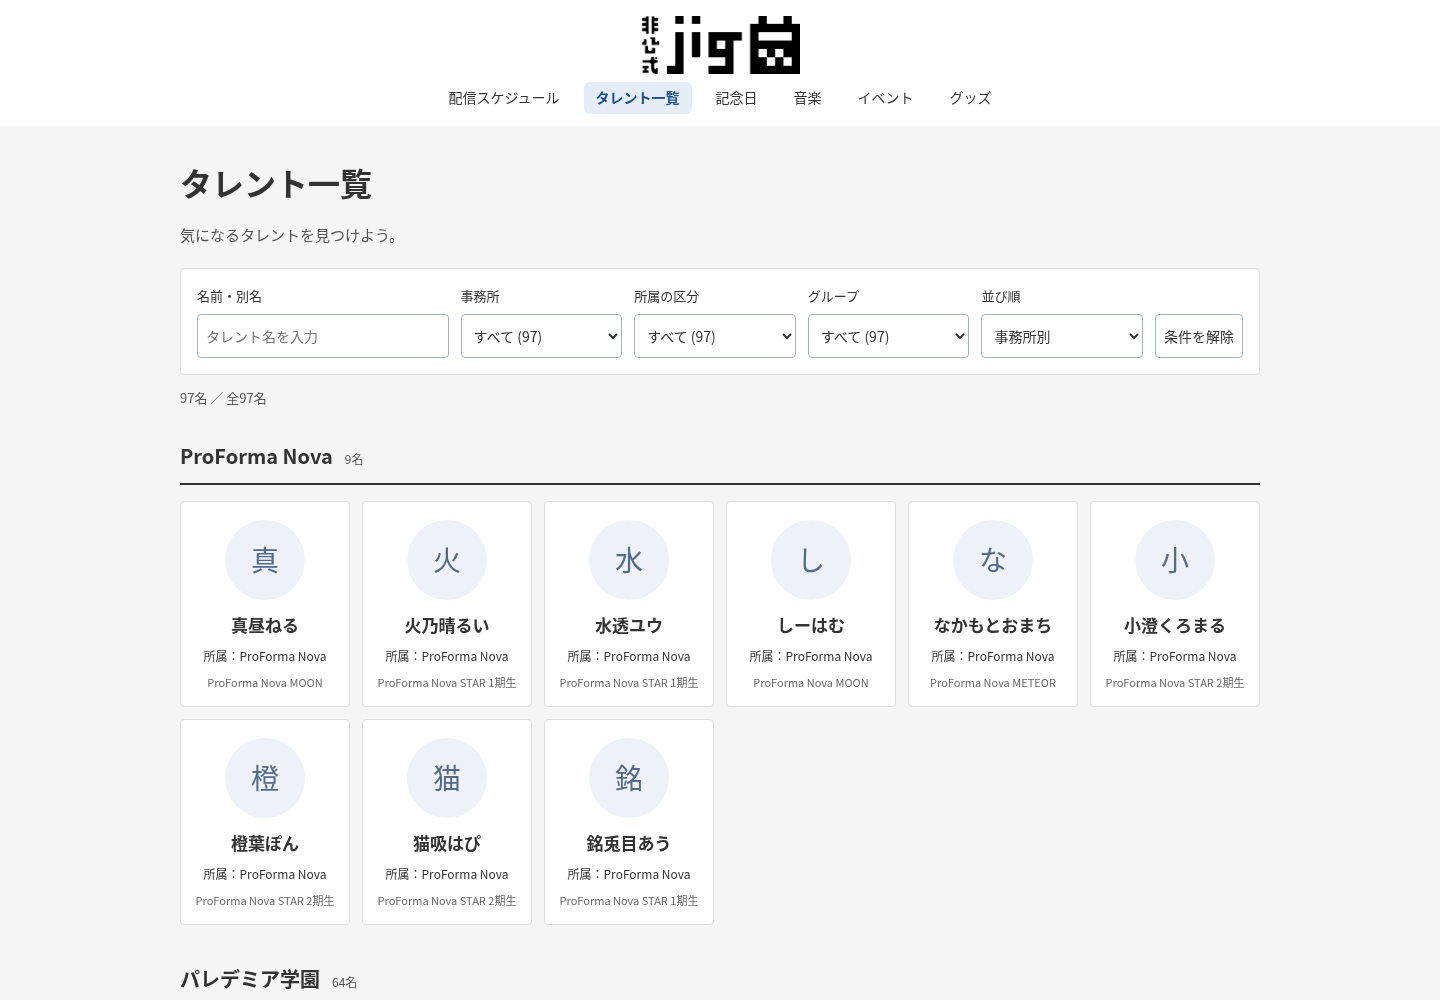 非公式 jig図
配信スケジュール タレント一覧 記念日 音楽 イベント グッズ
タレント一覧
気になるタレントを見つけよう。
名前・別名 事務所 所属の区分 グループ 並び順
タレント名を入力 すべて (97) すべて (97) すべて (97) 事務所別 条件を解除
97名 ／ 全97名
ProForma Nova 9名
真 火 水 し な 小
真昼ねる 火乃晴るい 水透ユウ しーはむ なかもとおまち 小澄くろまる
所属：ProForma Nova 所属：ProForma Nova 所属：ProForma Nova 所属：ProForma Nova 所属：ProForma Nova 所属：ProForma Nova
ProForma Nova MOON ProForma Nova STAR 1期生 ProForma Nova STAR 1期生 ProForma Nova MOON ProForma Nova METEOR ProForma Nova STAR 2期生
橙 猫 銘
橙葉ぽん 猫吸はぴ 銘兎目あう
所属：ProForma Nova 所属：ProForma Nova 所属：ProForma Nova
ProForma Nova STAR 2期生 ProForma Nova STAR 2期生 ProForma Nova STAR 1期生
パレデミア学園 64名